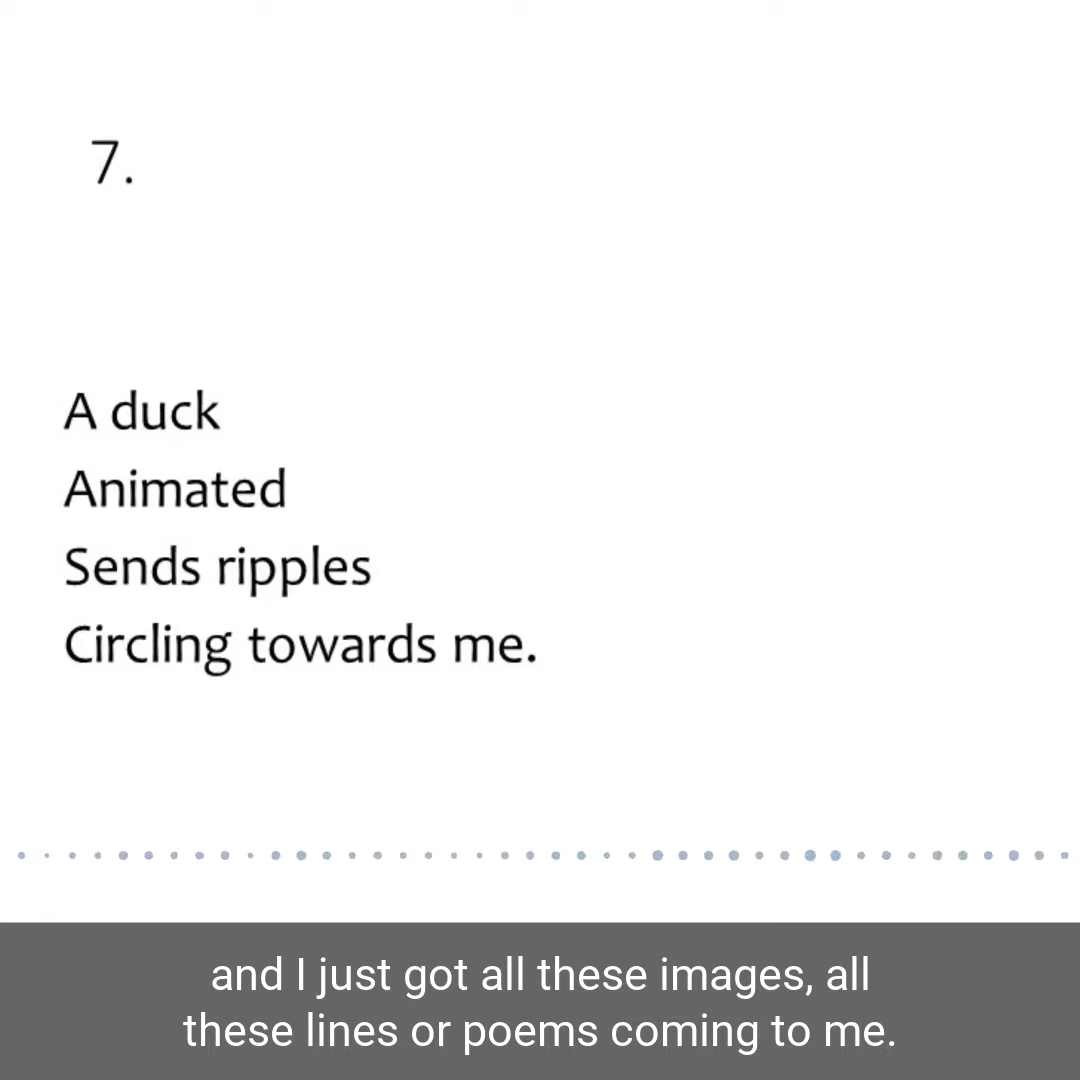 7.
A duck
Animated
Sends ripples
Circling towards me.
and I just got all these images, all
these lines or poems coming to me.